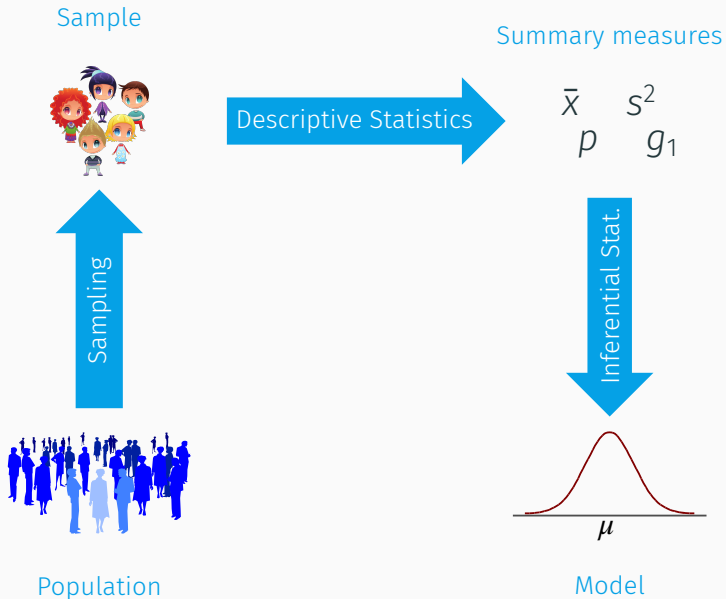 Sample
Summary measures
Descriptive Statistics
x̄ s²
p g₁
Sampling
Inferential Stat.
μ
Population
Model